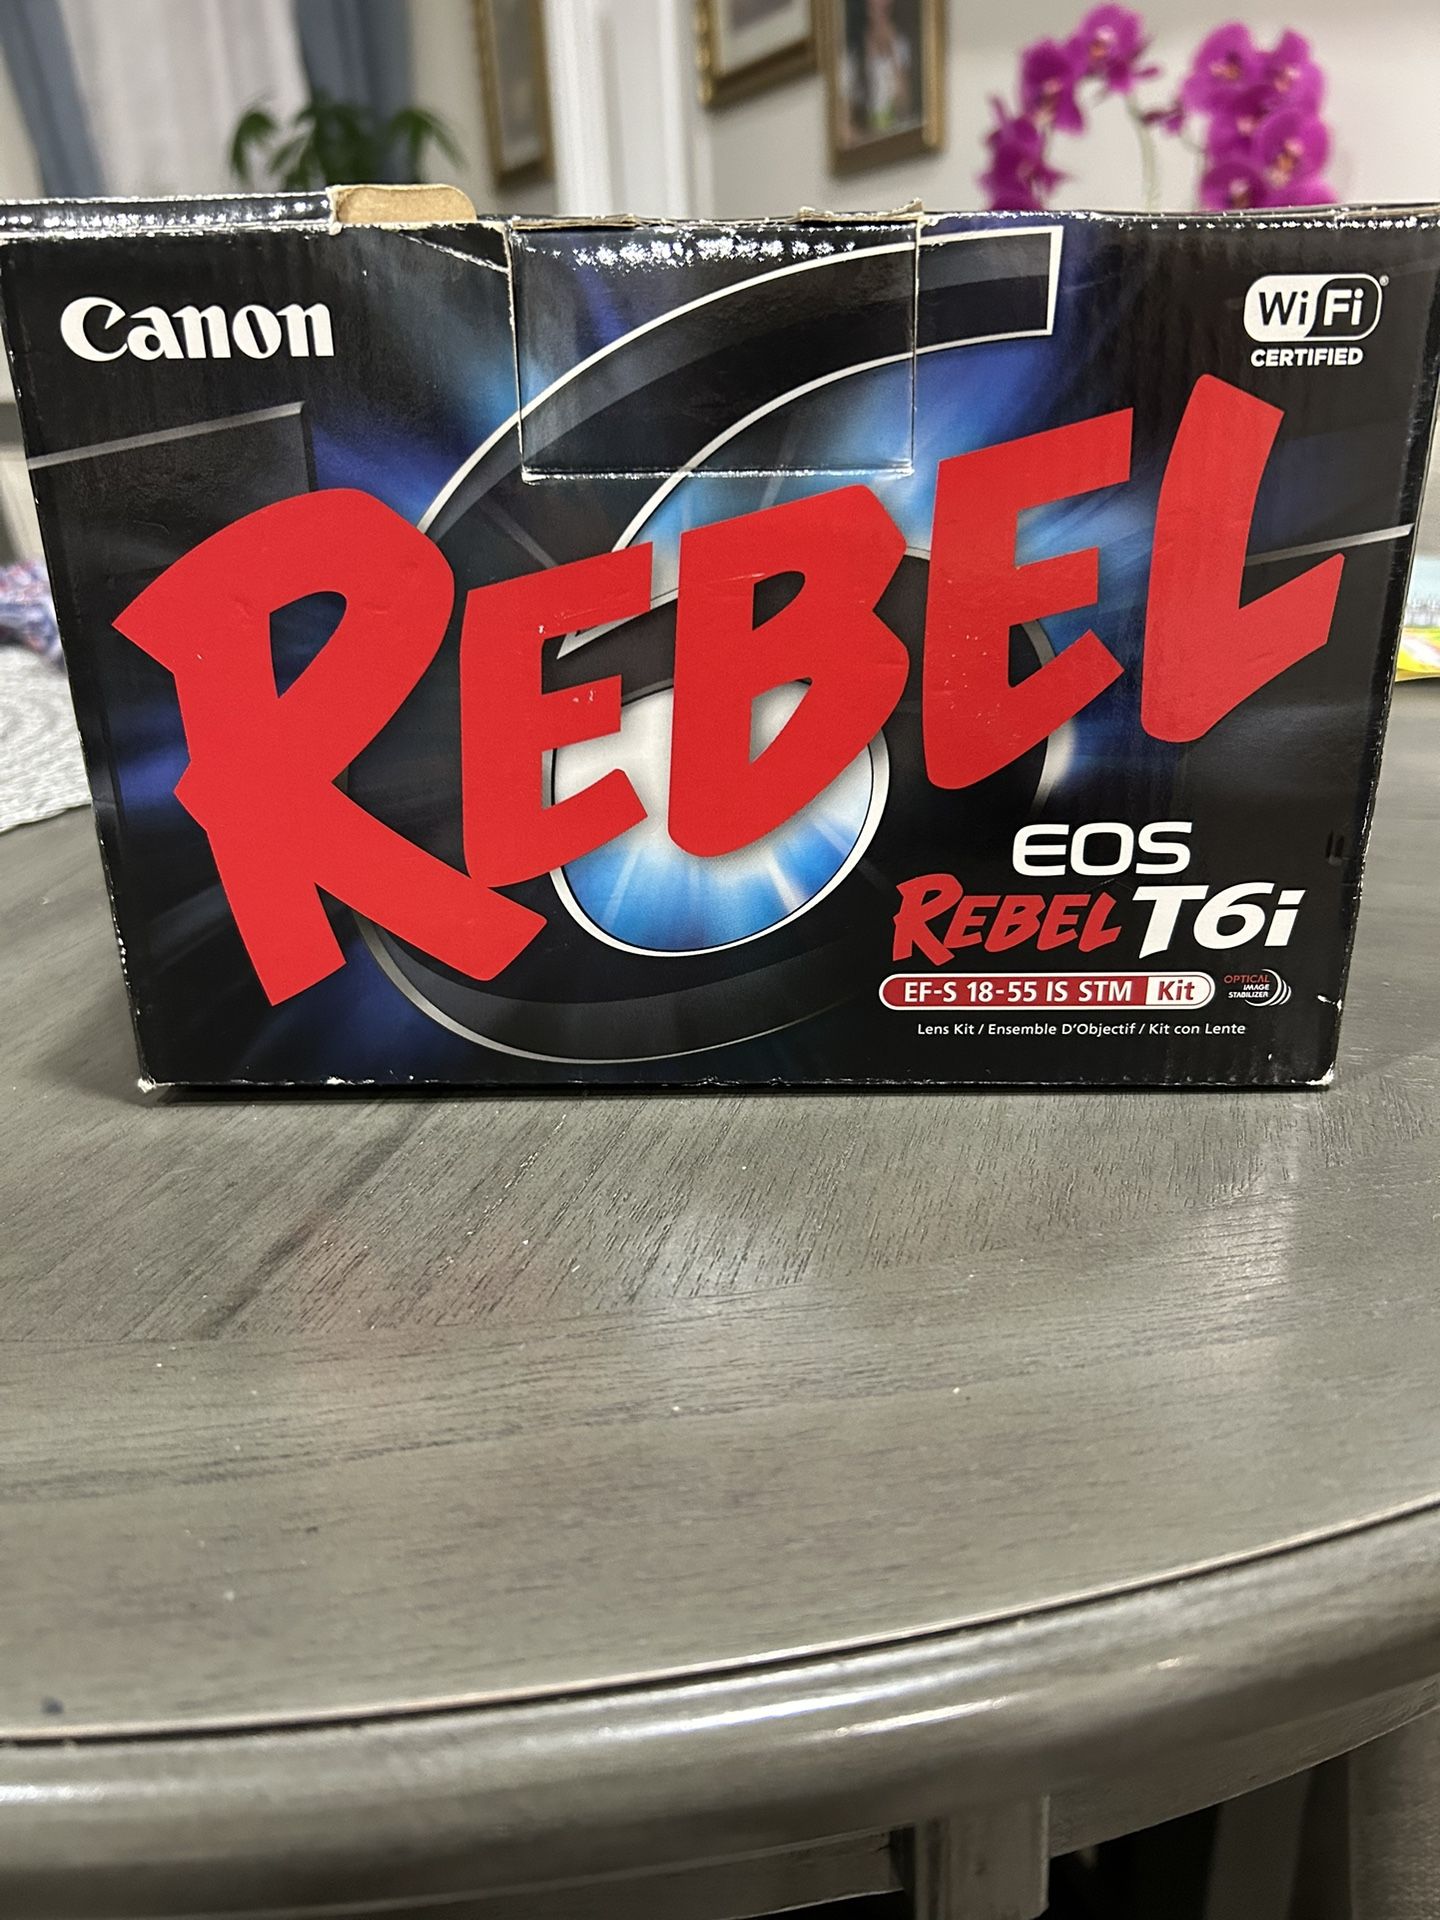 Canon
WiFi®
CERTIFIED
REBEL
EOS
REBEL T6i
EF-S 18-55 IS STM Kit
OPTICAL
IMAGE
STABILIZER
Lens Kit / Ensemble D'Objectif / Kit con Lente